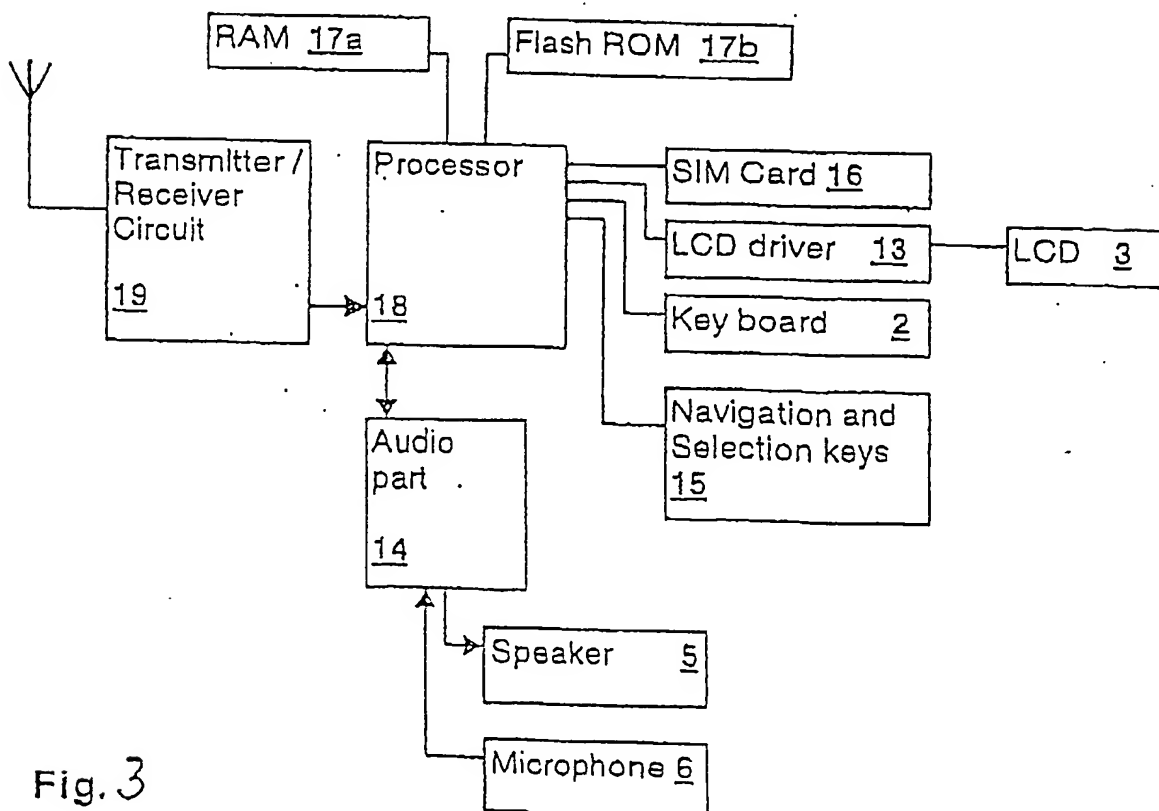 RAM 17a
Flash ROM 17b
Transmitter /
Receiver
Circuit
19
Processor
18
SIM Card 16
LCD driver 13
LCD 3
Key board 2
Navigation and
Selection keys
15
Audio
part
14
Speaker 5
Microphone 6
Fig. 3